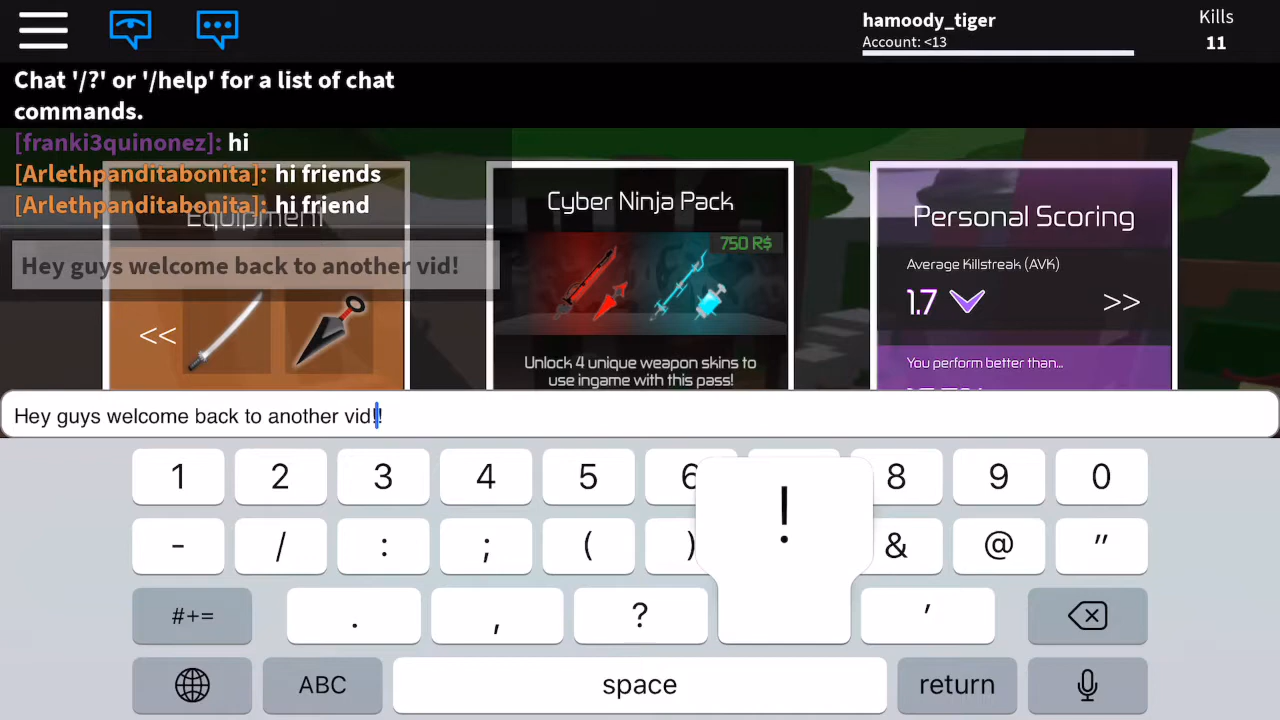 hamoody_tiger
Account: <13
Kills
11
Chat '/?' or '/help' for a list of chat
commands.
[franki3quinonez]: hi
[Arlethpanditabonita]: hi friends
[Arlethpanditabonita]: hi friend
Hey guys welcome back to another vid!
Equipment
<<
Cyber Ninja Pack
750 R$
Unlock 4 unique weapon skins to
use ingame with this pass!
Personal Scoring
Average Killstreak (AVK)
1.7
>>
You perform better than...
Hey guys welcome back to another vid!!
1 2 3 4 5 6 8 9 0
- / : ; ( ) ! & @ "
#+= . , ? '
ABC space return